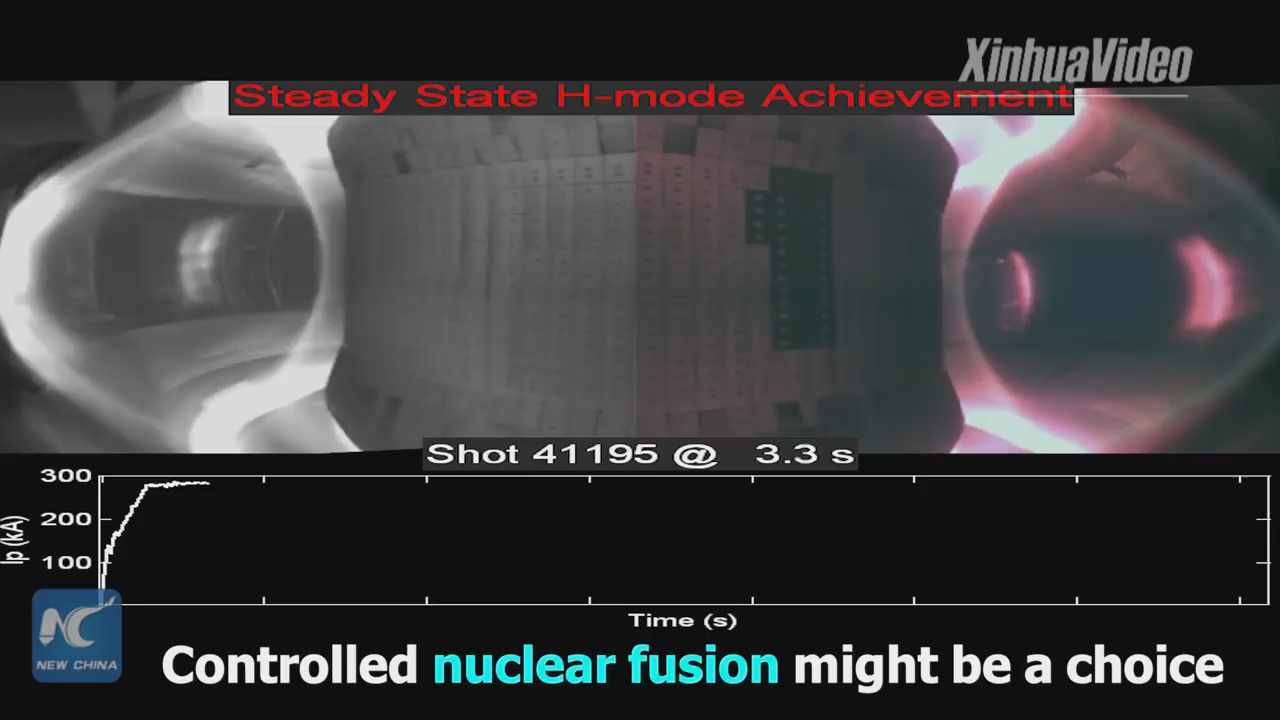 XinhuaVideo
Steady State H-mode Achievement
Shot 41195 @ 3.3 s
300
200
100
Ip (kA)
Time (s)
NC
NEW CHINA
Controlled nuclear fusion might be a choice